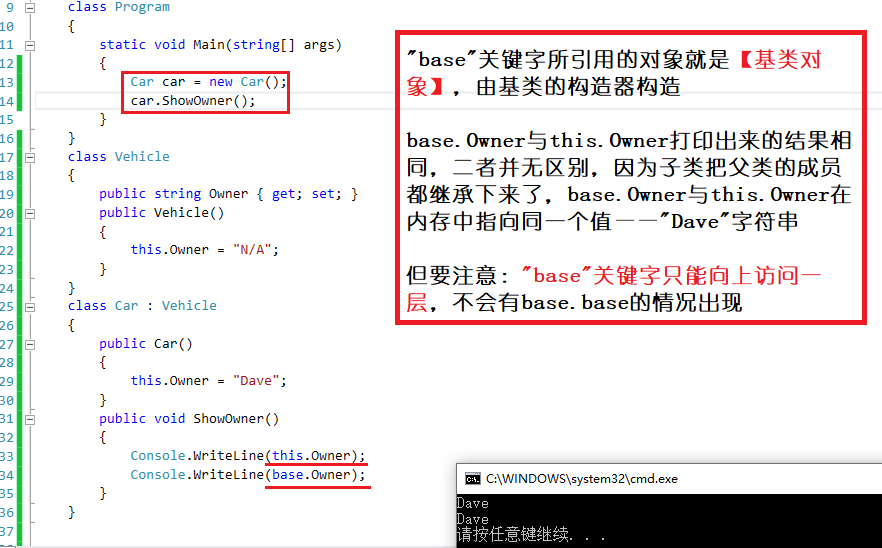 9 class Program
10 {
11 static void Main(string[] args)
12 {
13 Car car = new Car();
14 car.ShowOwner();
15 }
16 }
17 class Vehicle
18 {
19 public string Owner { get; set; }
20 public Vehicle()
21 {
22 this.Owner = "N/A";
23 }
24 }
25 class Car : Vehicle
26 {
27 public Car()
28 {
29 this.Owner = "Dave";
30 }
31 public void ShowOwner()
32 {
33 Console.WriteLine(this.Owner);
34 Console.WriteLine(base.Owner);
35 }
36 }
37
"base"关键字所引用的对象就是【基类对
象】，由基类的构造器构造
base.Owner与this.Owner打印出来的结果相
同，二者并无区别，因为子类把父类的成员
都继承下来了，base.Owner与this.Owner在
内存中指向同一个值——"Dave"字符串
但要注意："base"关键字只能向上访问一
层，不会有base.base的情况出现
C:\WINDOWS\system32\cmd.exe
Dave
Dave
请按任意键继续. . .